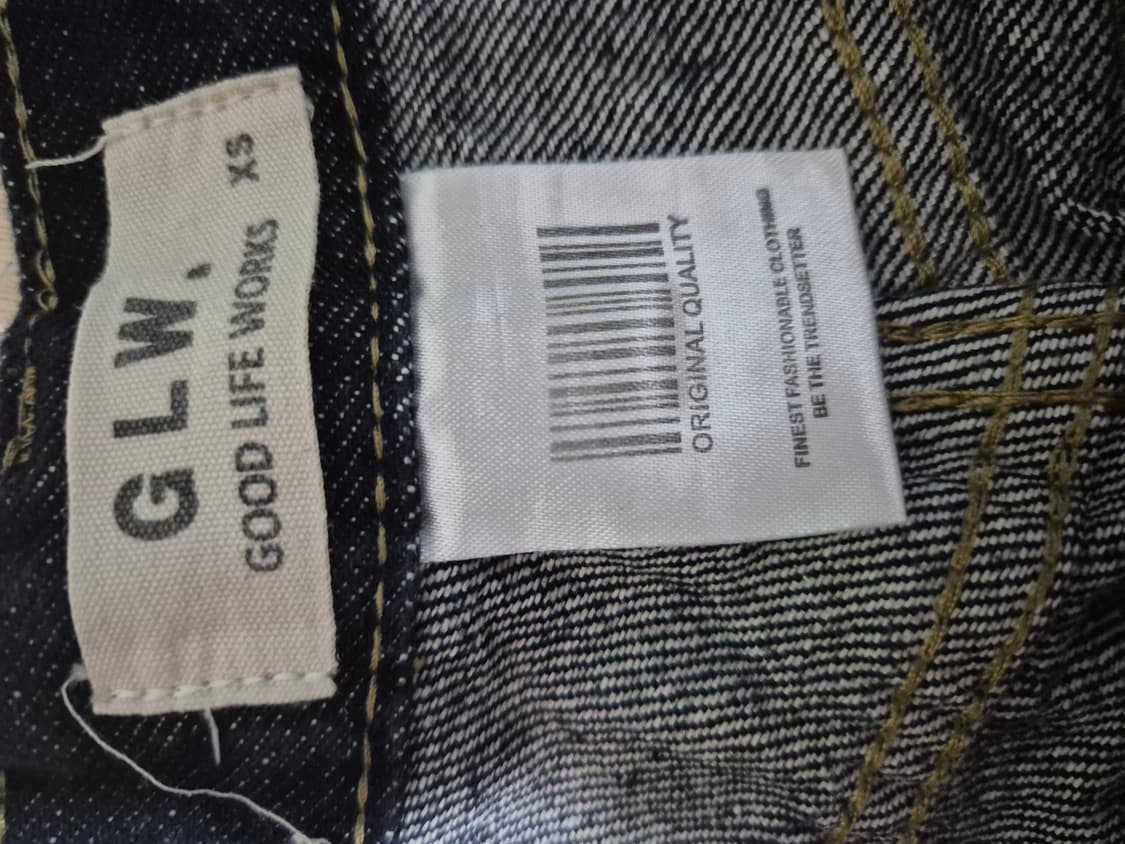 GLW.
GOOD LIFE WORKS XS
ORIGINAL QUALITY
FINEST FASHIONABLE CLOTHING
BE THE TRENDSETTER